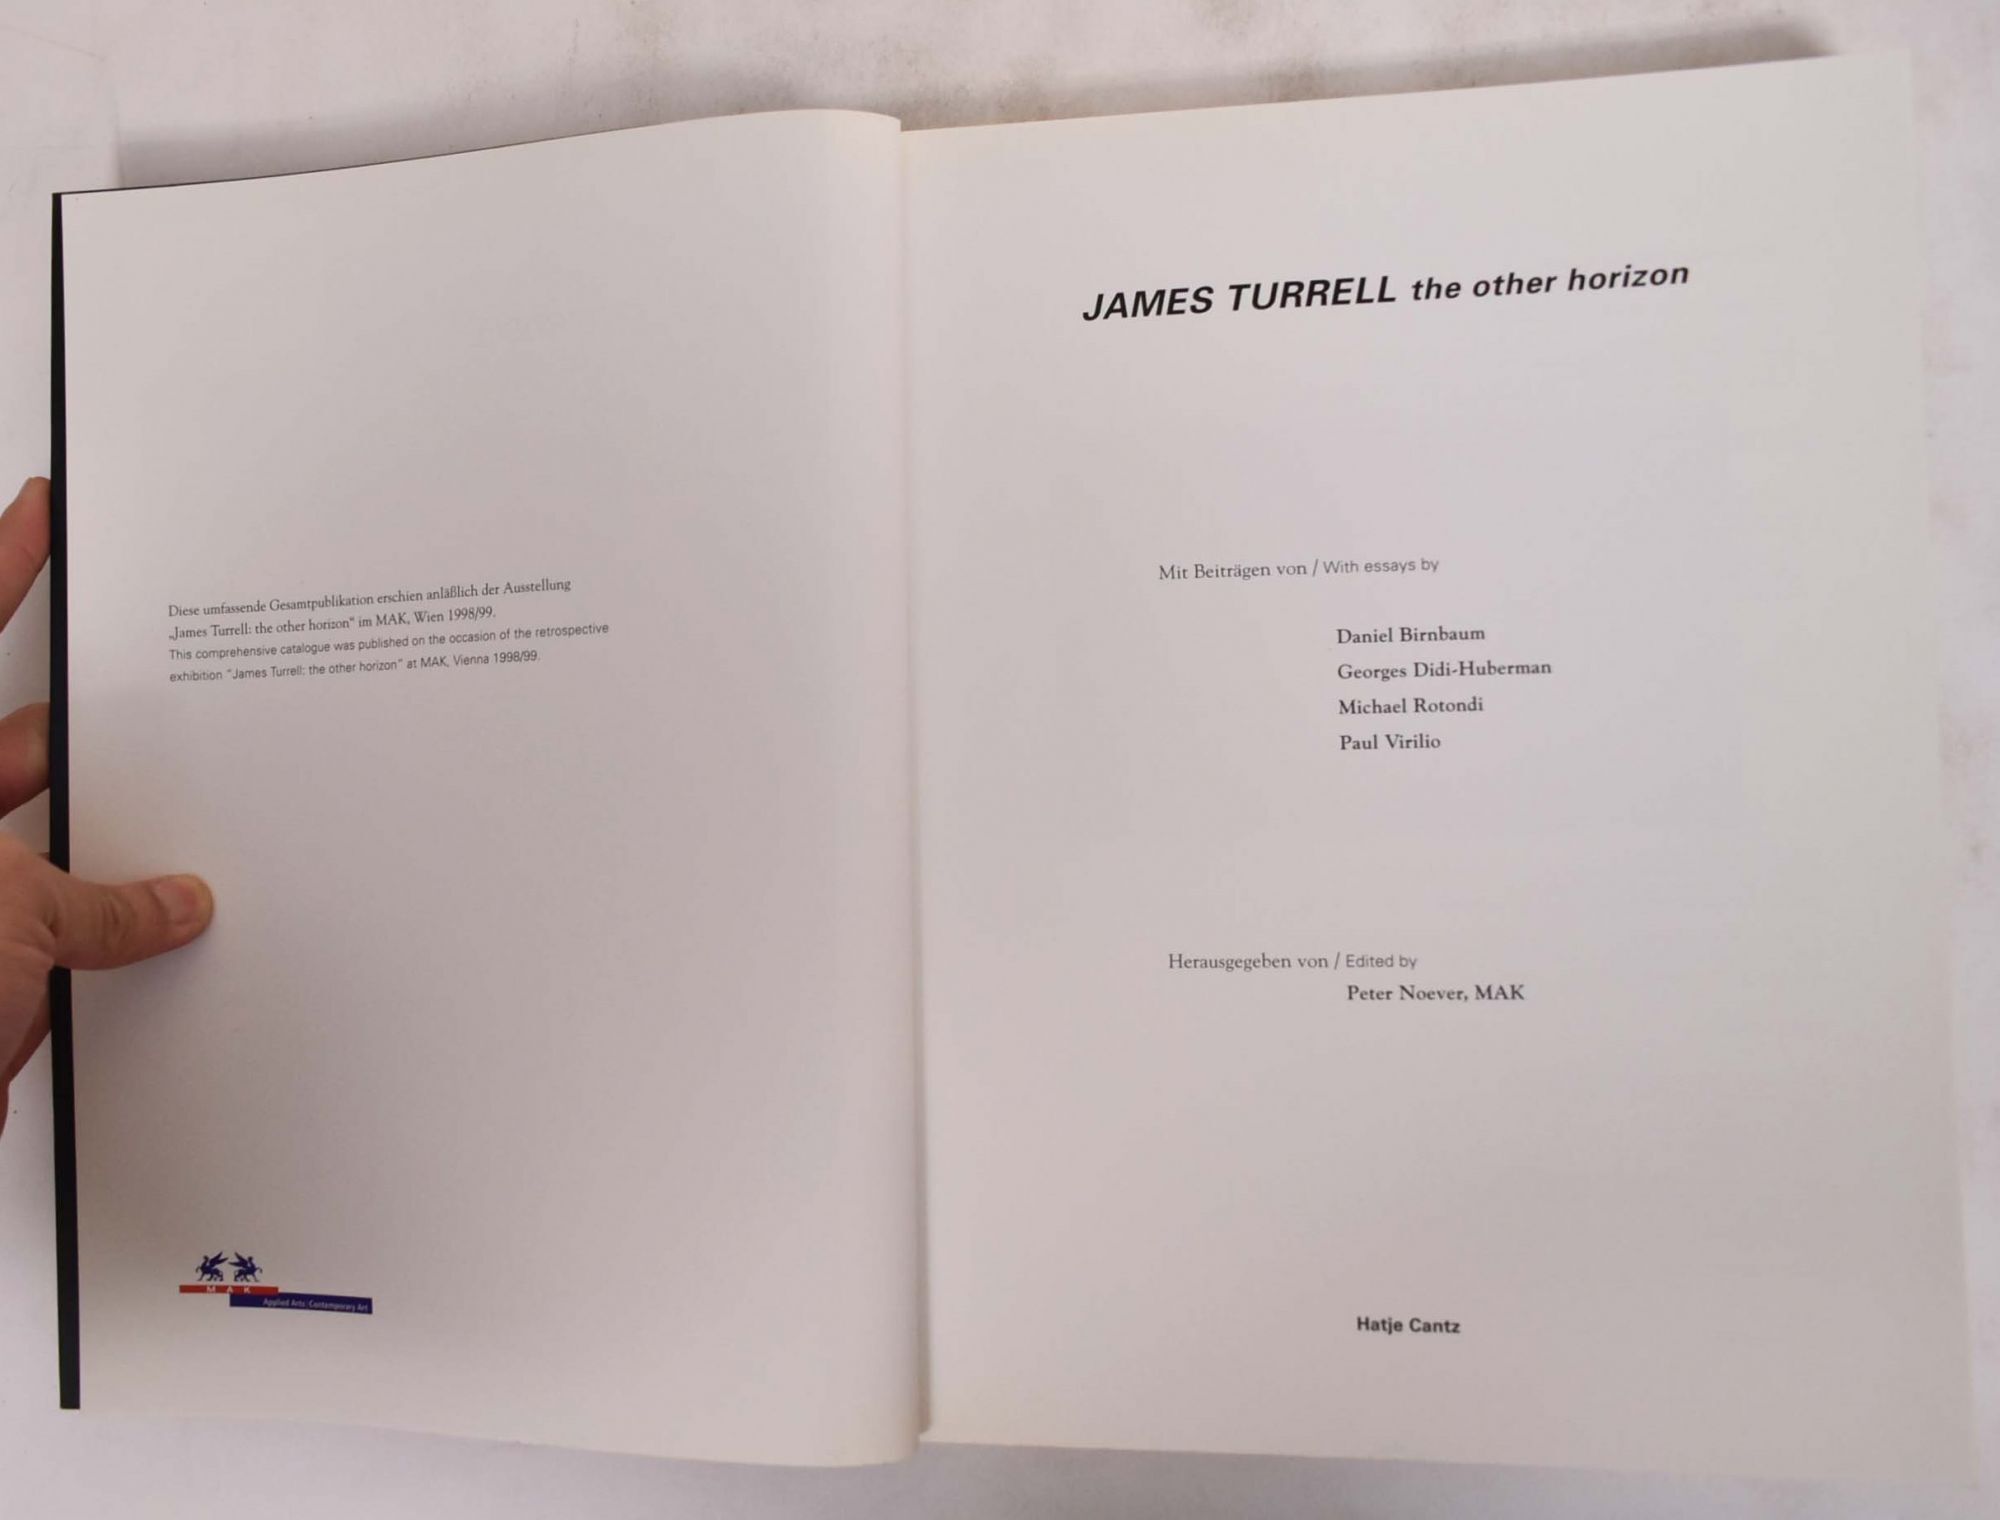 Diese umfassende Gesamtpublikation erschien anläßlich der Ausstellung
„James Turrell: the other horizon“ im MAK, Wien 1998/99.
This comprehensive catalogue was published on the occasion of the retrospective
exhibition “James Turrell: the other horizon” at MAK, Vienna 1998/99.
MAK
Applied Arts/Contemporary Art
JAMES TURRELL the other horizon
Mit Beiträgen von / With essays by
Daniel Birnbaum
Georges Didi-Huberman
Michael Rotondi
Paul Virilio
Herausgegeben von / Edited by
Peter Noever, MAK
Hatje Cantz